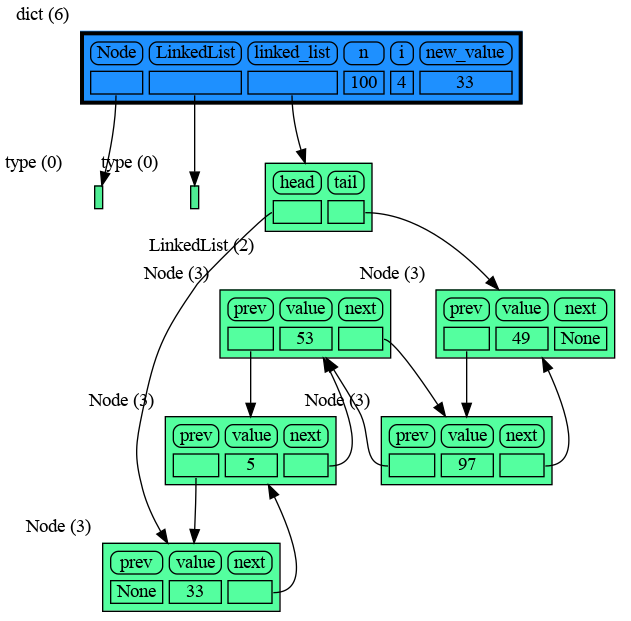 dict (6)
Node LinkedList linked_list n i new_value
100 4 33
type (0) type (0)
head tail
LinkedList (2)
Node (3) Node (3)
prev value next prev value next
53 49 None
Node (3) Node (3)
prev value next prev value next
5 97
Node (3)
prev value next
None 33